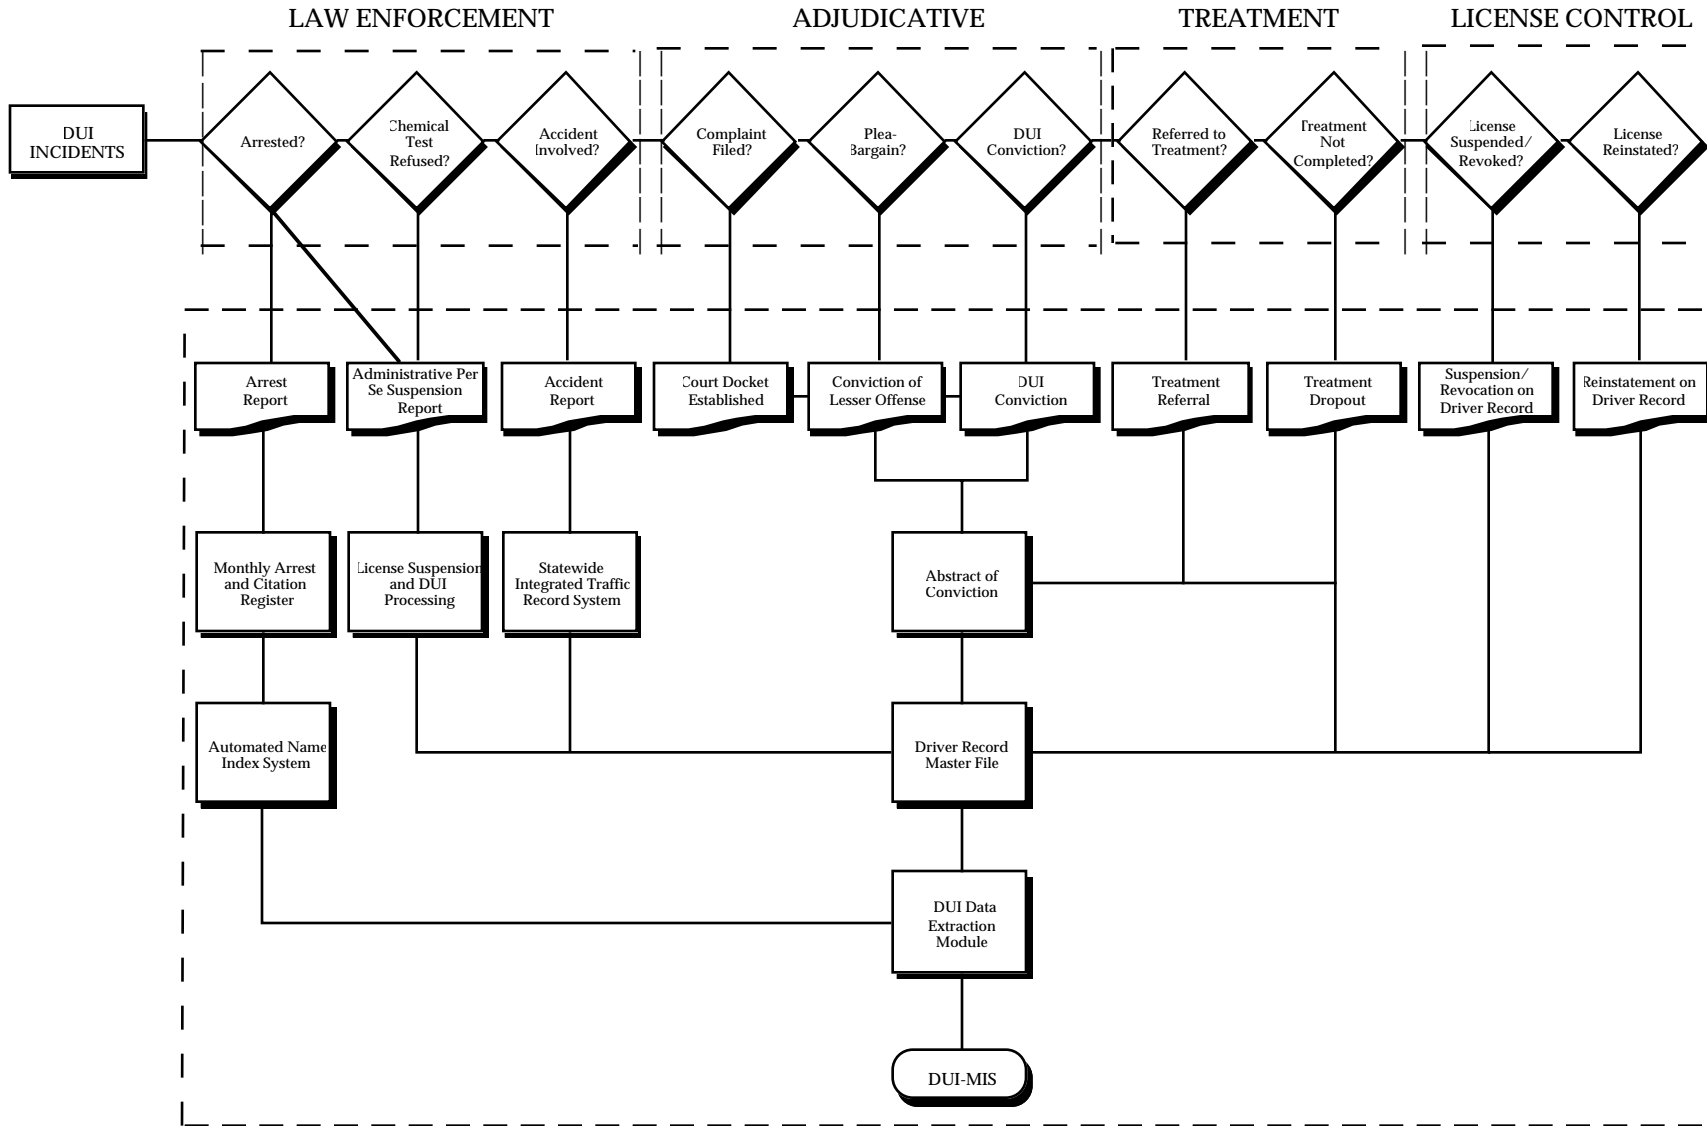 LAW ENFORCEMENT
ADJUDICATIVE
TREATMENT
LICENSE CONTROL
DUI
INCIDENTS
Arrested?
Chemical
Test
Refused?
Accident
Involved?
Complaint
Filed?
Plea-
Bargain?
DUI
Conviction?
Referred to
Treatment?
Treatment
Not
Completed?
License
Suspended/
Revoked?
License
Reinstated?
Arrest
Report
Administrative Per
Se Suspension
Report
Accident
Report
Court Docket
Established
Conviction of
Lesser Offense
DUI
Conviction
Treatment
Referral
Treatment
Dropout
Suspension/
Revocation on
Driver Record
Reinstatement on
Driver Record
Monthly Arrest
and Citation
Register
License Suspension
and DUI
Processing
Statewide
Integrated Traffic
Record System
Abstract of
Conviction
Automated Name
Index System
Driver Record
Master File
DUI Data
Extraction
Module
DUI-MIS